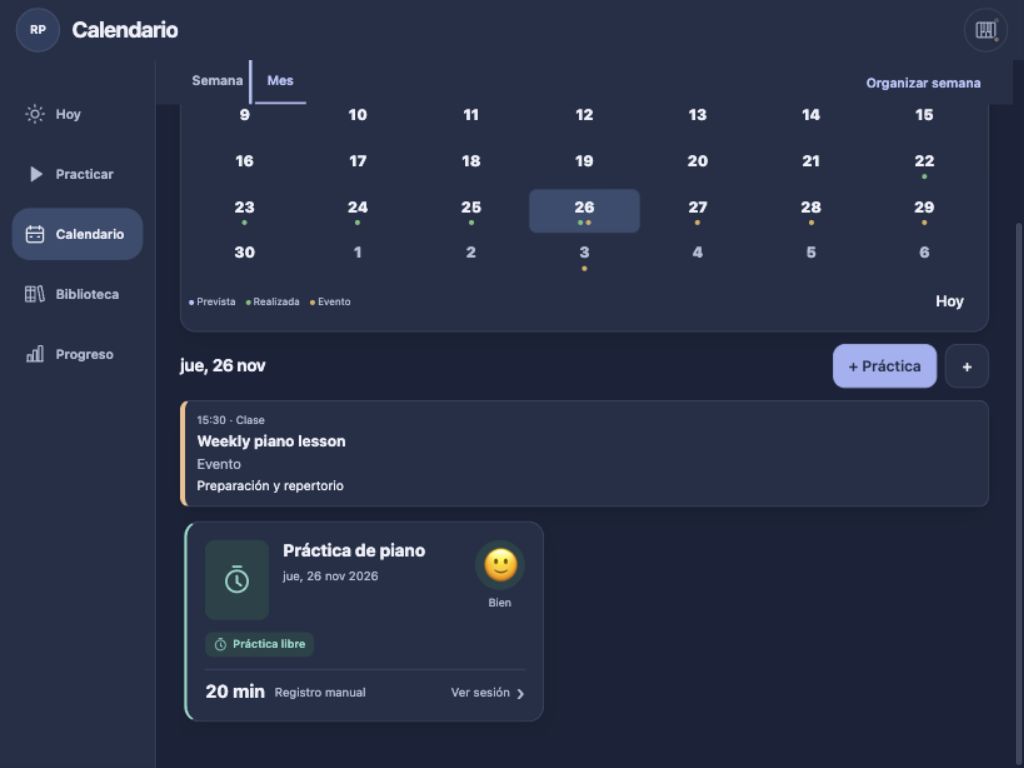 RP
Calendario
Semana
Mes
Organizar semana
Hoy
Practicar
Calendario
Biblioteca
Progreso
9 10 11 12 13 14 15
16 17 18 19 20 21 22
23 24 25 26 27 28 29
30 1 2 3 4 5 6
Prevista Realizada Evento
Hoy
jue, 26 nov
+ Práctica
+
15:30 · Clase
Weekly piano lesson
Evento
Preparación y repertorio
Práctica de piano
jue, 26 nov 2026
Bien
Práctica libre
20 min Registro manual
Ver sesión